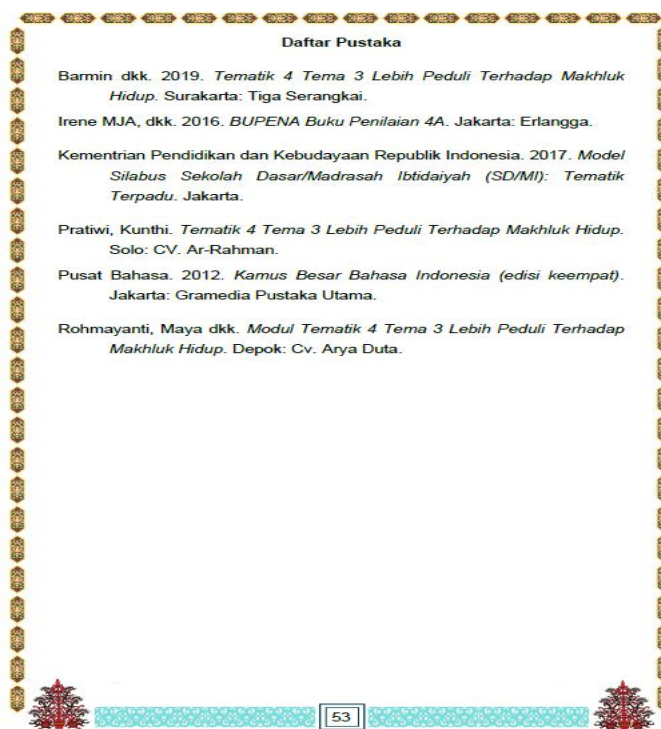 Daftar Pustaka
Barmin dkk. 2019. Tematik 4 Tema 3 Lebih Peduli Terhadap Makhluk
Hidup. Surakarta: Tiga Serangkai.
Irene MJA, dkk. 2016. BUPENA Buku Penilaian 4A. Jakarta: Erlangga.
Kementrian Pendidikan dan Kebudayaan Republik Indonesia. 2017. Model
Silabus Sekolah Dasar/Madrasah Ibtidaiyah (SD/MI): Tematik
Terpadu. Jakarta.
Pratiwi, Kunthi. Tematik 4 Tema 3 Lebih Peduli Terhadap Makhluk Hidup.
Solo: CV. Ar-Rahman.
Pusat Bahasa. 2012. Kamus Besar Bahasa Indonesia (edisi keempat).
Jakarta: Gramedia Pustaka Utama.
Rohmayanti, Maya dkk. Modul Tematik 4 Tema 3 Lebih Peduli Terhadap
Makhluk Hidup. Depok: Cv. Arya Duta.
53